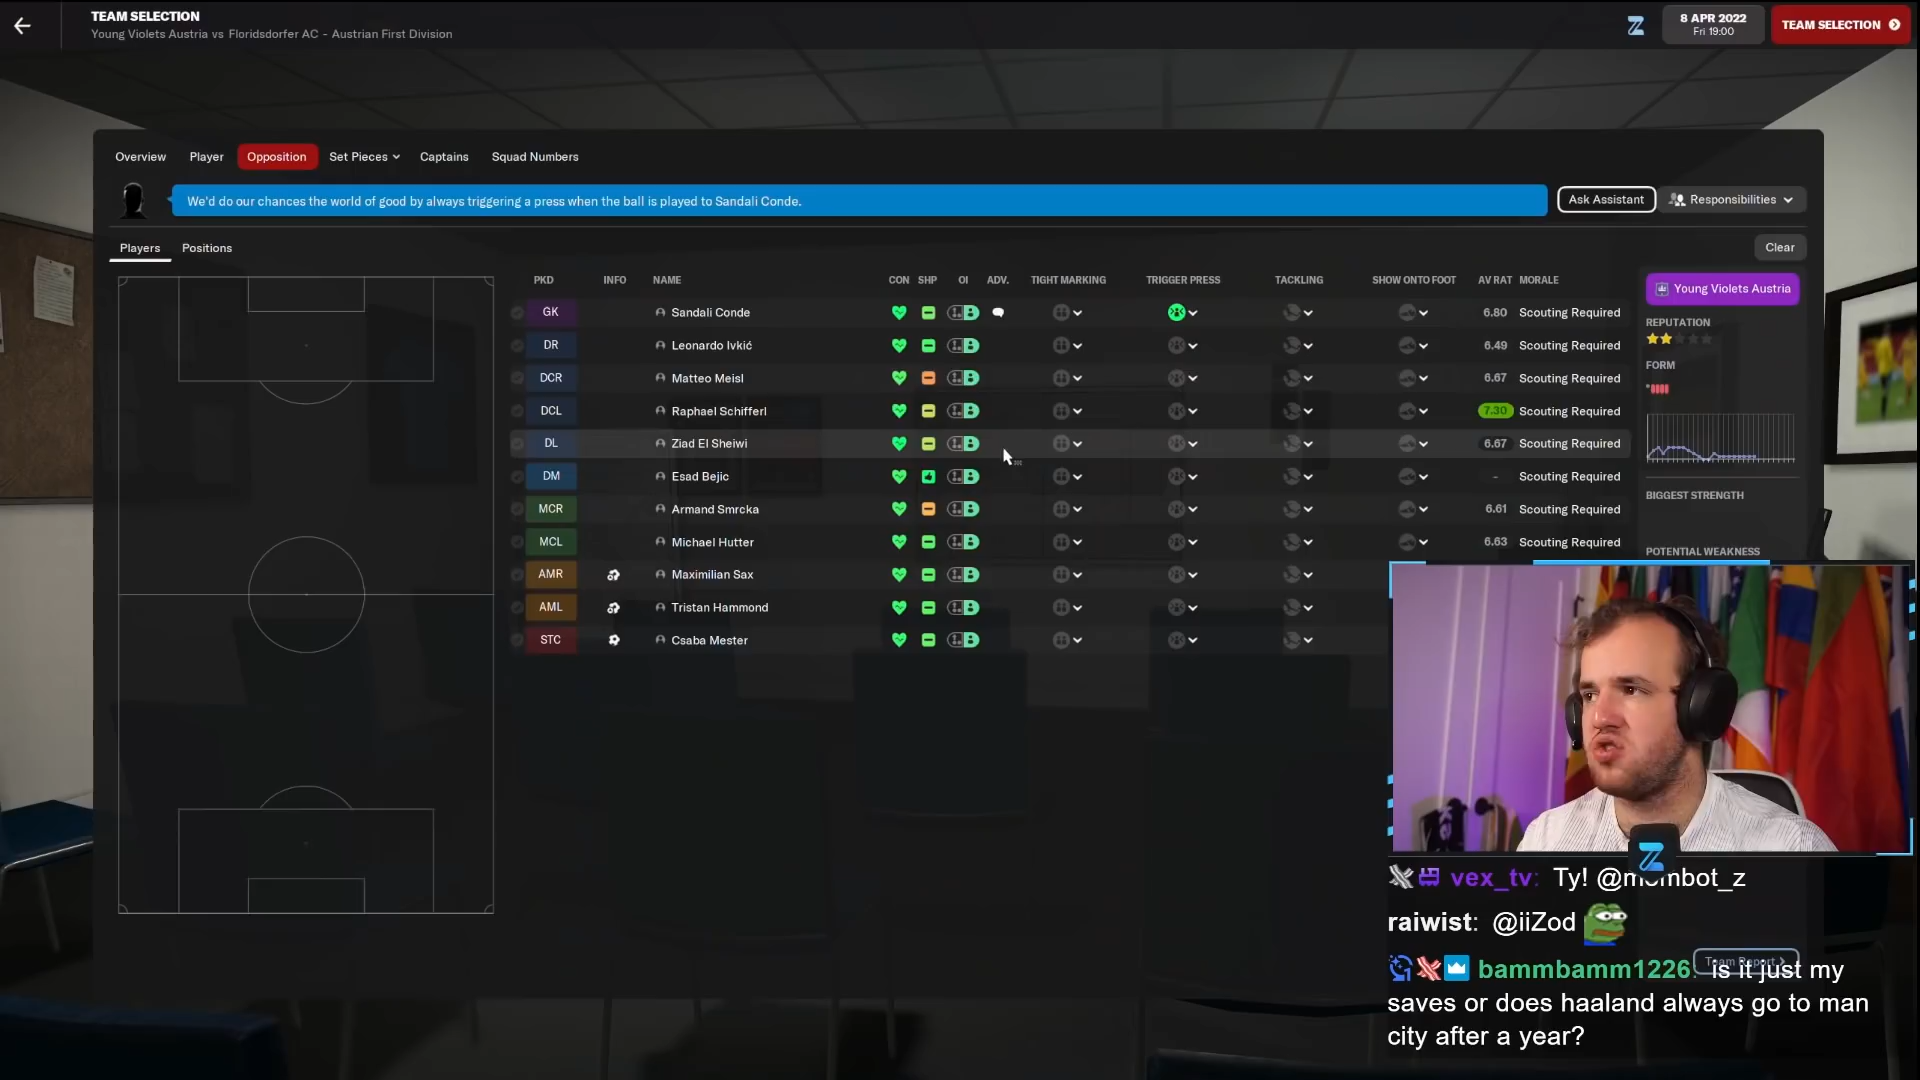 TEAM SELECTION
Young Violets Austria vs Floridsdorfer AC - Austrian First Division
8 APR 2022
Fri 19:00
TEAM SELECTION
Overview Player Opposition Set Pieces Captains Squad Numbers
We'd do our chances the world of good by always triggering a press when the ball is played to Sandali Conde.
Ask Assistant Responsibilities
Players Positions Clear
PKD INFO NAME CON SHP OI ADV. TIGHT MARKING TRIGGER PRESS TACKLING SHOW ONTO FOOT AV RAT MORALE
GK Sandali Conde 6.80 Scouting Required
DR Leonardo Ivkić 6.49 Scouting Required
DCR Matteo Meisl 6.67 Scouting Required
DCL Raphael Schifferl 7.30 Scouting Required
DL Ziad El Sheiwi 6.67 Scouting Required
DM Esad Bejic - Scouting Required
MCR Armand Smrcka 6.61 Scouting Required
MCL Michael Hutter 6.63 Scouting Required
AMR Maximilian Sax
AML Tristan Hammond
STC Csaba Mester
Young Violets Austria
REPUTATION
FORM
BIGGEST STRENGTH
POTENTIAL WEAKNESS
vex_tv: Ty! @mombot_z
raiwist: @iiZod
Team Report >
bammbamm1226: is it just my
saves or does haaland always go to man
city after a year?